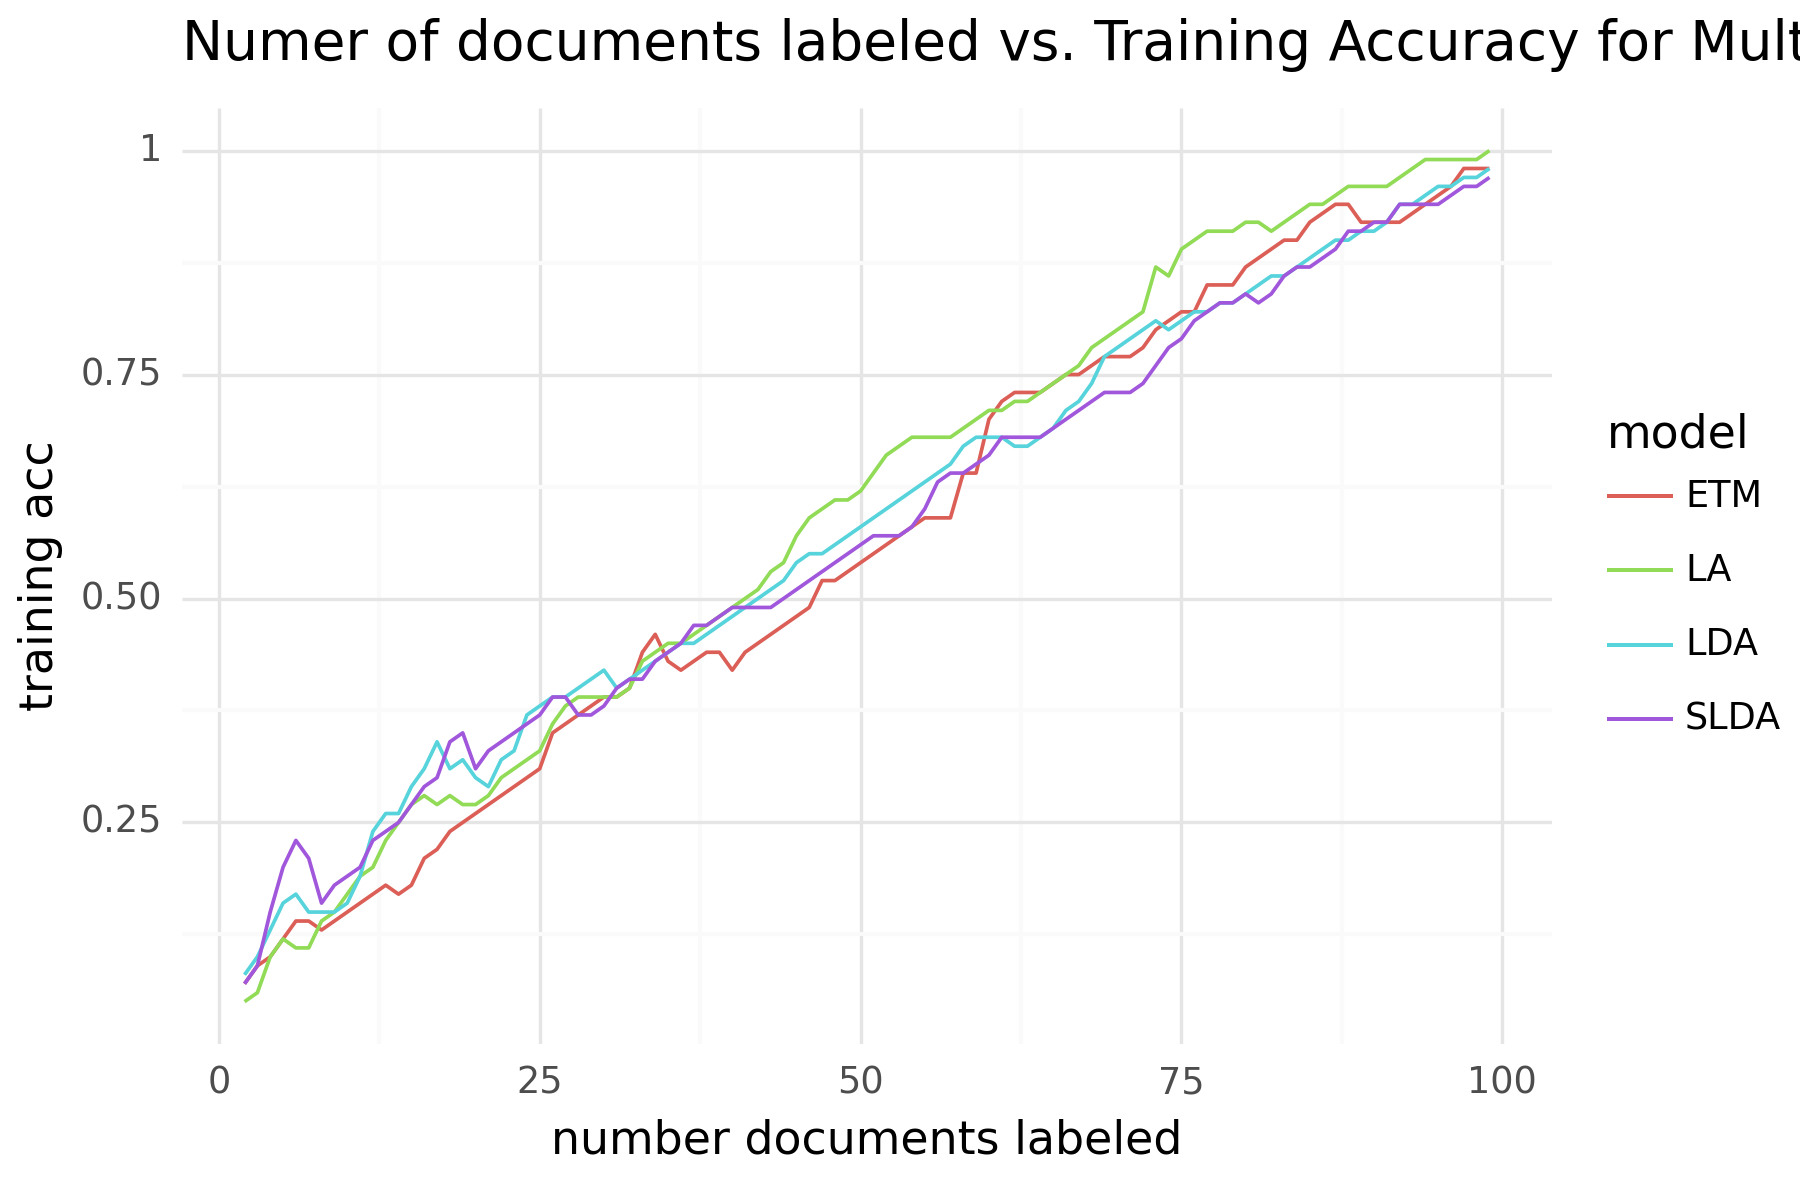 Numer of documents labeled vs. Training Accuracy for Mult
1
0.75
0.50
0.25
training acc
0
25
50
75
100
number documents labeled
model
ETM
LA
LDA
SLDA